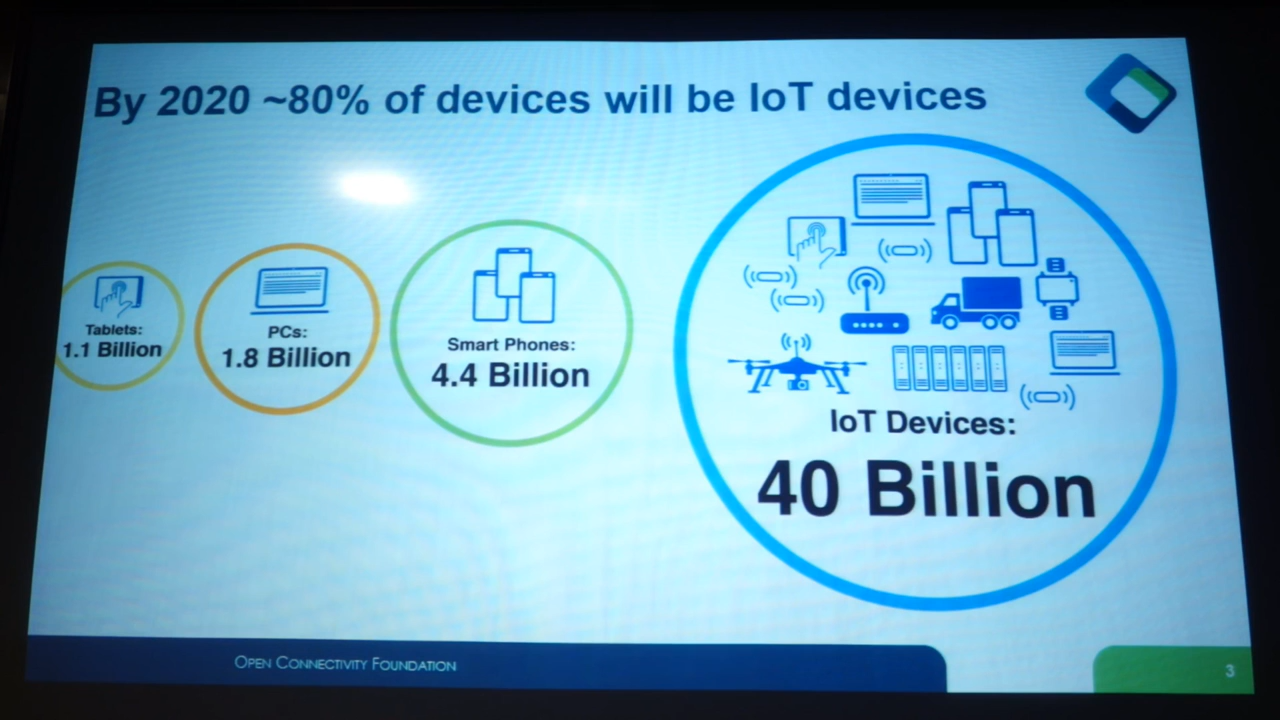 By 2020 ~80% of devices will be IoT devices
Tablets:
1.1 Billion
PCs:
1.8 Billion
Smart Phones:
4.4 Billion
IoT Devices:
40 Billion
OPEN CONNECTIVITY FOUNDATION
3